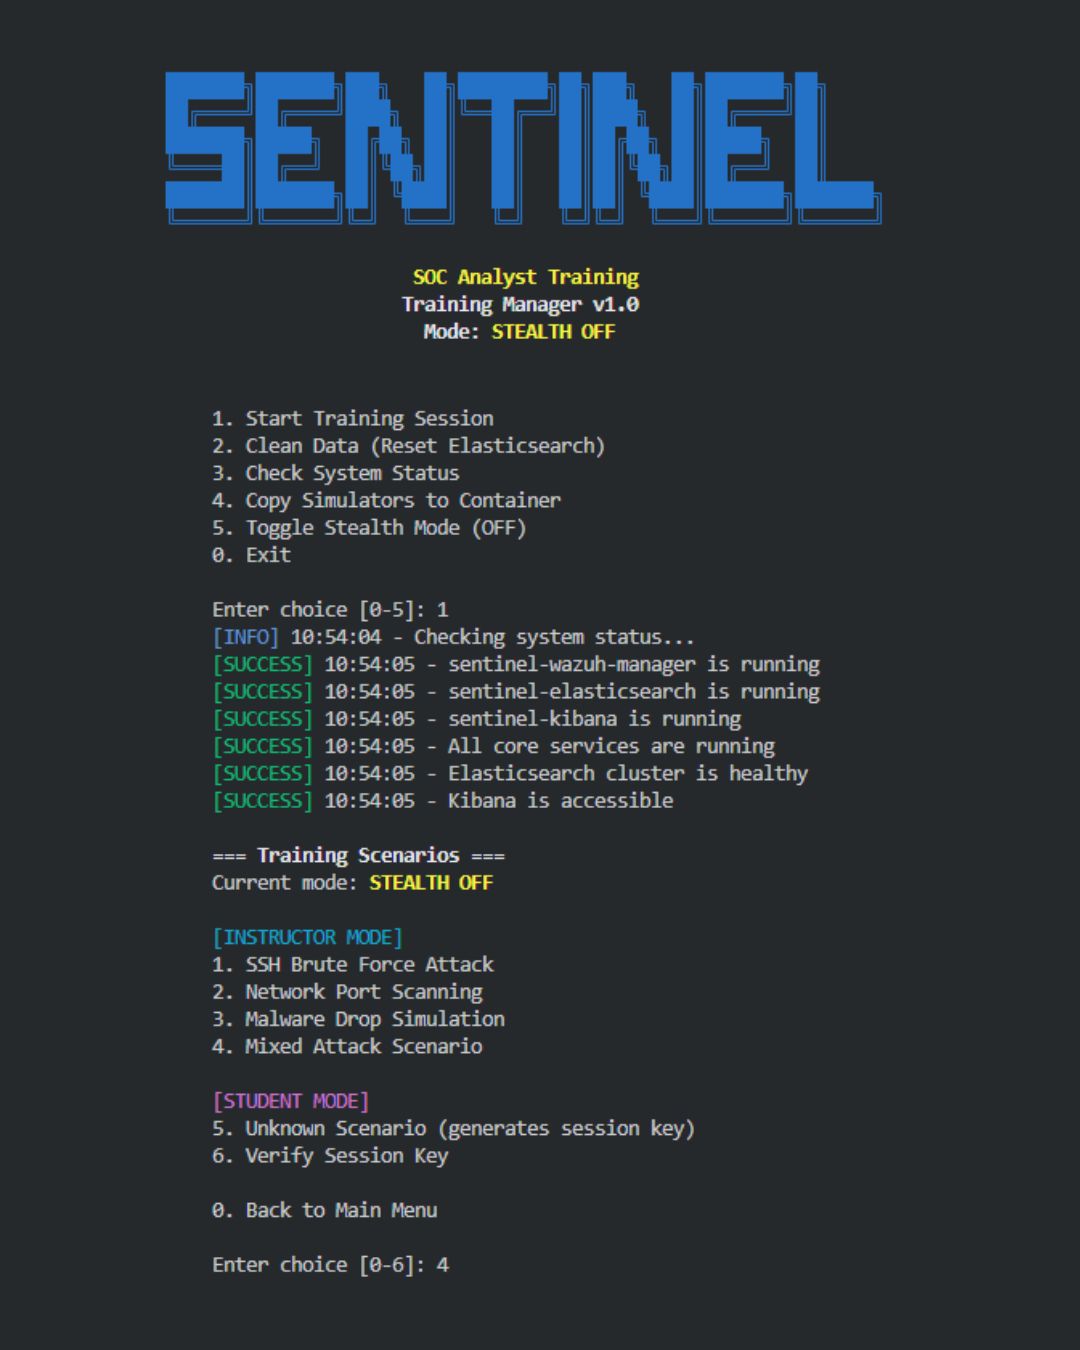 SENTINEL
SOC Analyst Training
Training Manager v1.0
Mode: STEALTH OFF
1. Start Training Session
2. Clean Data (Reset Elasticsearch)
3. Check System Status
4. Copy Simulators to Container
5. Toggle Stealth Mode (OFF)
0. Exit
Enter choice [0-5]: 1
[INFO] 10:54:04 - Checking system status...
[SUCCESS] 10:54:05 - sentinel-wazuh-manager is running
[SUCCESS] 10:54:05 - sentinel-elasticsearch is running
[SUCCESS] 10:54:05 - sentinel-kibana is running
[SUCCESS] 10:54:05 - All core services are running
[SUCCESS] 10:54:05 - Elasticsearch cluster is healthy
[SUCCESS] 10:54:05 - Kibana is accessible
=== Training Scenarios ===
Current mode: STEALTH OFF
[INSTRUCTOR MODE]
1. SSH Brute Force Attack
2. Network Port Scanning
3. Malware Drop Simulation
4. Mixed Attack Scenario
[STUDENT MODE]
5. Unknown Scenario (generates session key)
6. Verify Session Key
0. Back to Main Menu
Enter choice [0-6]: 4